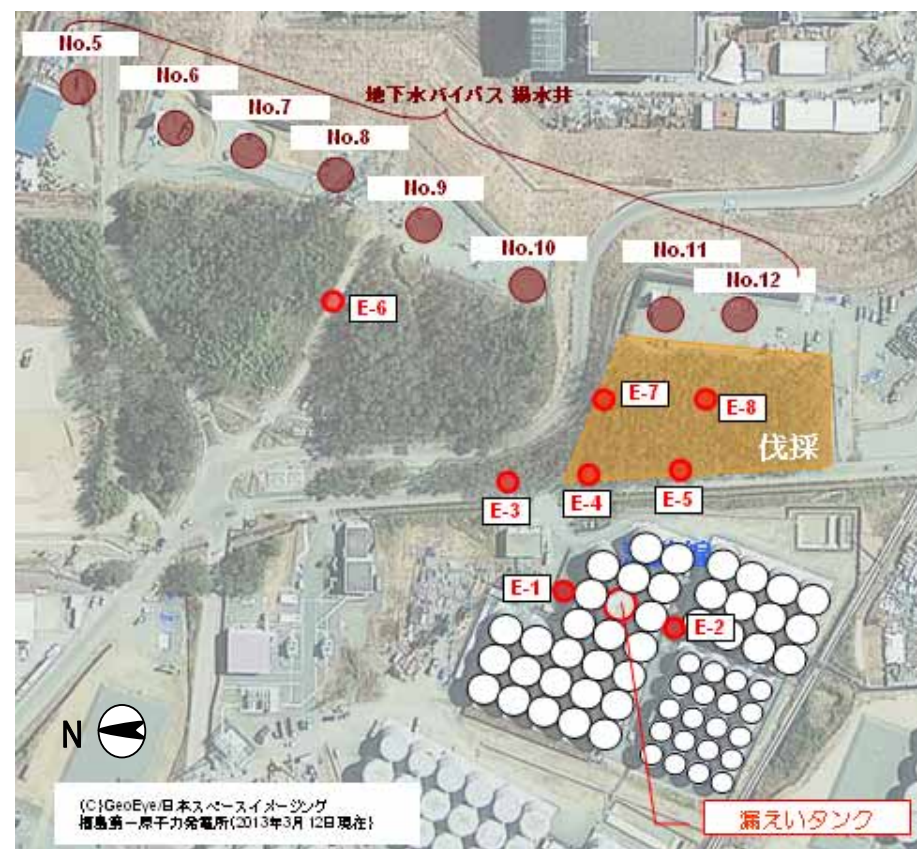 No.5
No.6
No.7
地下水バイパス 揚水井
No.8
No.9
No.10
No.11
No.12
E-6
E-7
E-8
伐採
E-3
E-4
E-5
E-1
E-2
N
(C)GeoEye/日本スペースイメージング
福島第一原子力発電所(2013年3月12日現在)
漏えいタンク